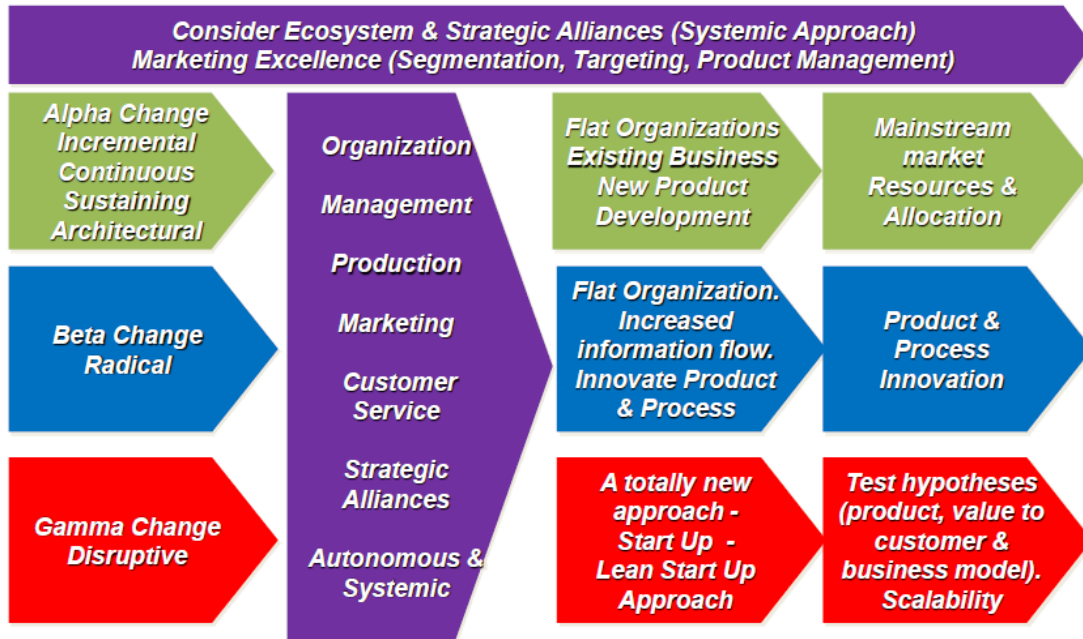 Consider Ecosystem & Strategic Alliances (Systemic Approach)
Marketing Excellence (Segmentation, Targeting, Product Management)
Alpha Change
Incremental
Continuous
Sustaining
Architectural
Organization
Management
Production
Marketing
Customer
Service
Strategic
Alliances
Autonomous &
Systemic
Flat Organizations
Existing Business
New Product
Development
Mainstream
market
Resources &
Allocation
Beta Change
Radical
Flat Organization.
Increased
information flow.
Innovate Product
& Process
Product &
Process
Innovation
Gamma Change
Disruptive
A totally new
approach -
Start Up -
Lean Start Up
Approach
Test hypotheses
(product, value to
customer &
business model).
Scalability